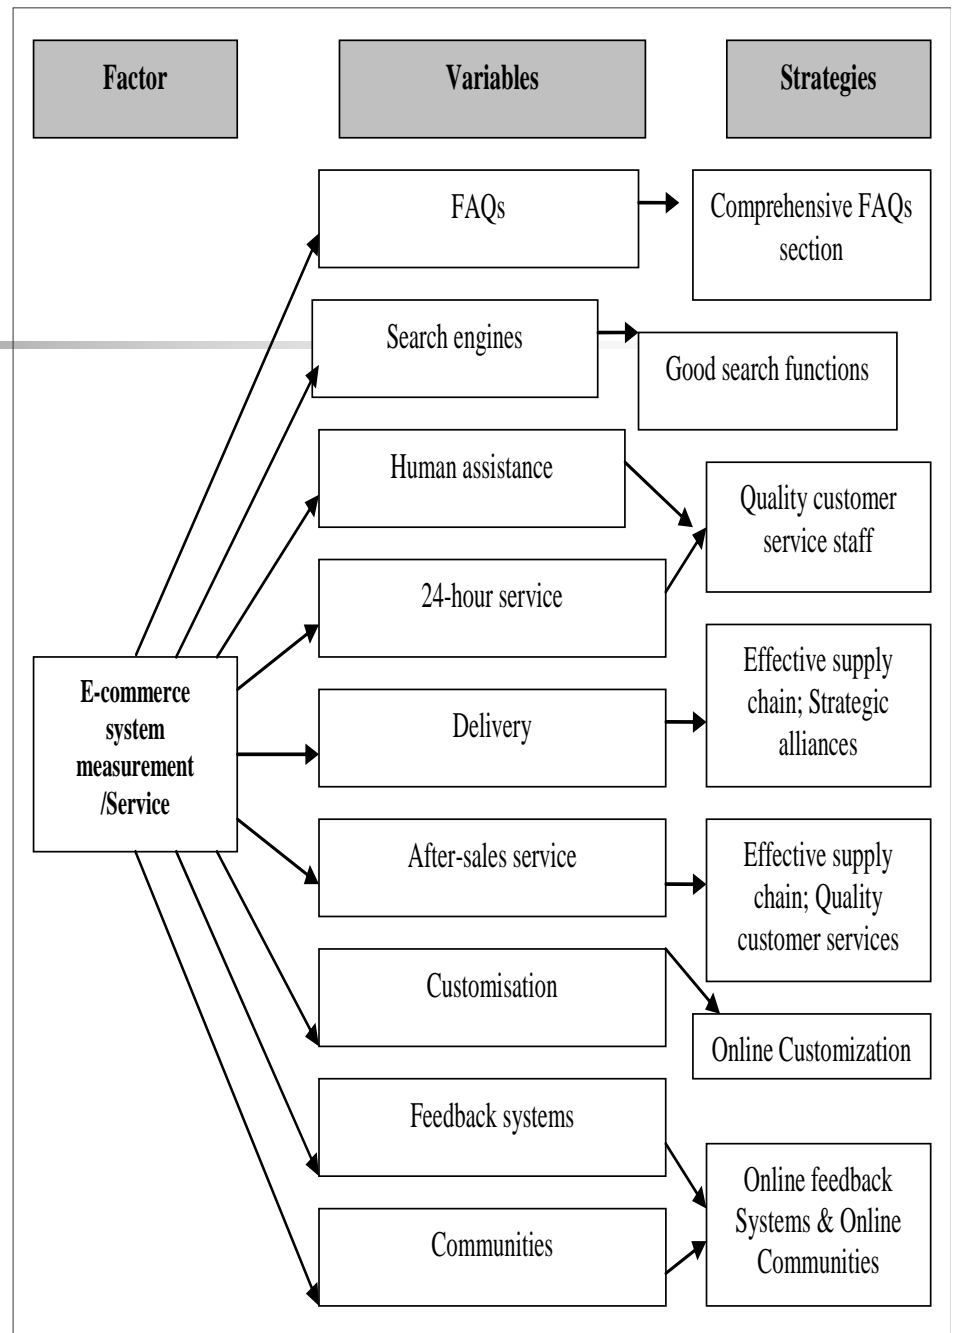 Factor
Variables
Strategies
FAQs
Comprehensive FAQs
section
Search engines
Good search functions
Human assistance
Quality customer
service staff
24-hour service
E-commerce
system
measurement
/Service
Effective supply
chain; Strategic
alliances
Delivery
After-sales service
Effective supply
chain; Quality
customer services
Customisation
Online Customization
Feedback systems
Online feedback
Systems & Online
Communities
Communities